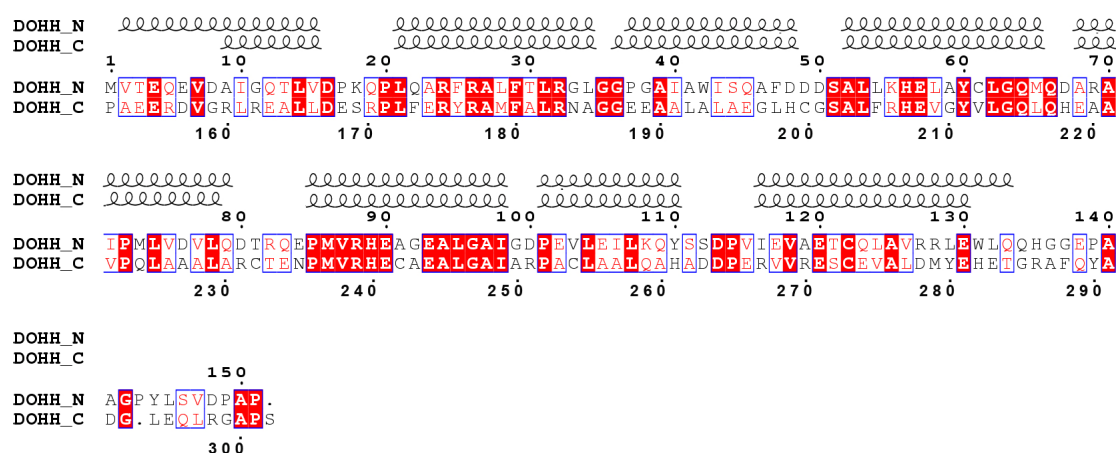 DOHH_N
DOHH_C
1 10 20 30 40 50 60 70
DOHH_N MVTEQEVDAIGQTLVDPKQPLQARFRALFTLRGLGGPGAIAWISQAFDDDSALLKHELAYCLGQMQDARA
DOHH_C PAEERDVGRLREALLDESRPLFERYRAMFALRNAGGEEAALALAEGLHCGSALFRHEVGYVLGQLQHEAA
160 170 180 190 200 210 220
DOHH_N
DOHH_C
80 90 100 110 120 130 140
DOHH_N IPMLVDVLQDTRQEPMVRHEAGEALGAIGDPEVLEILKQYSSDPVIEVAETCQLAVRRLEWLQQHGGEPA
DOHH_C VPQLAAALARCTENPMVRHECAEALGAIARPACLAALQAHADDPERVVRESCEVALDMYEHETGRAFQYA
230 240 250 260 270 280 290
DOHH_N
DOHH_C
150
DOHH_N AGPYLSVDPAP.
DOHH_C DG.LEQLRGAPS
300